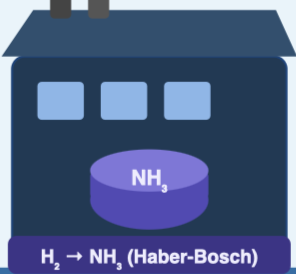 NH₃
H₂ → NH₃ (Haber-Bosch)